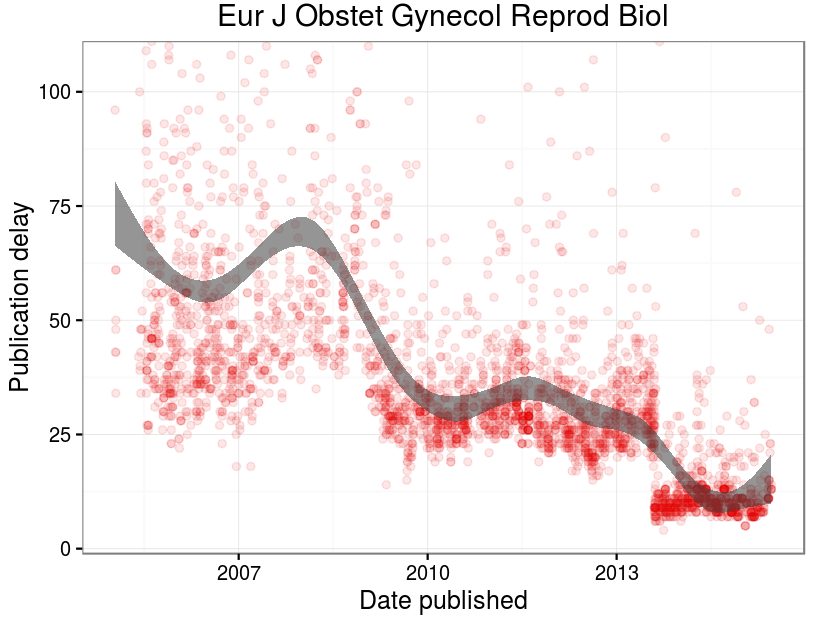 Eur J Obstet Gynecol Reprod Biol
Publication delay
100
75
50
25
0
2007 2010 2013
Date published